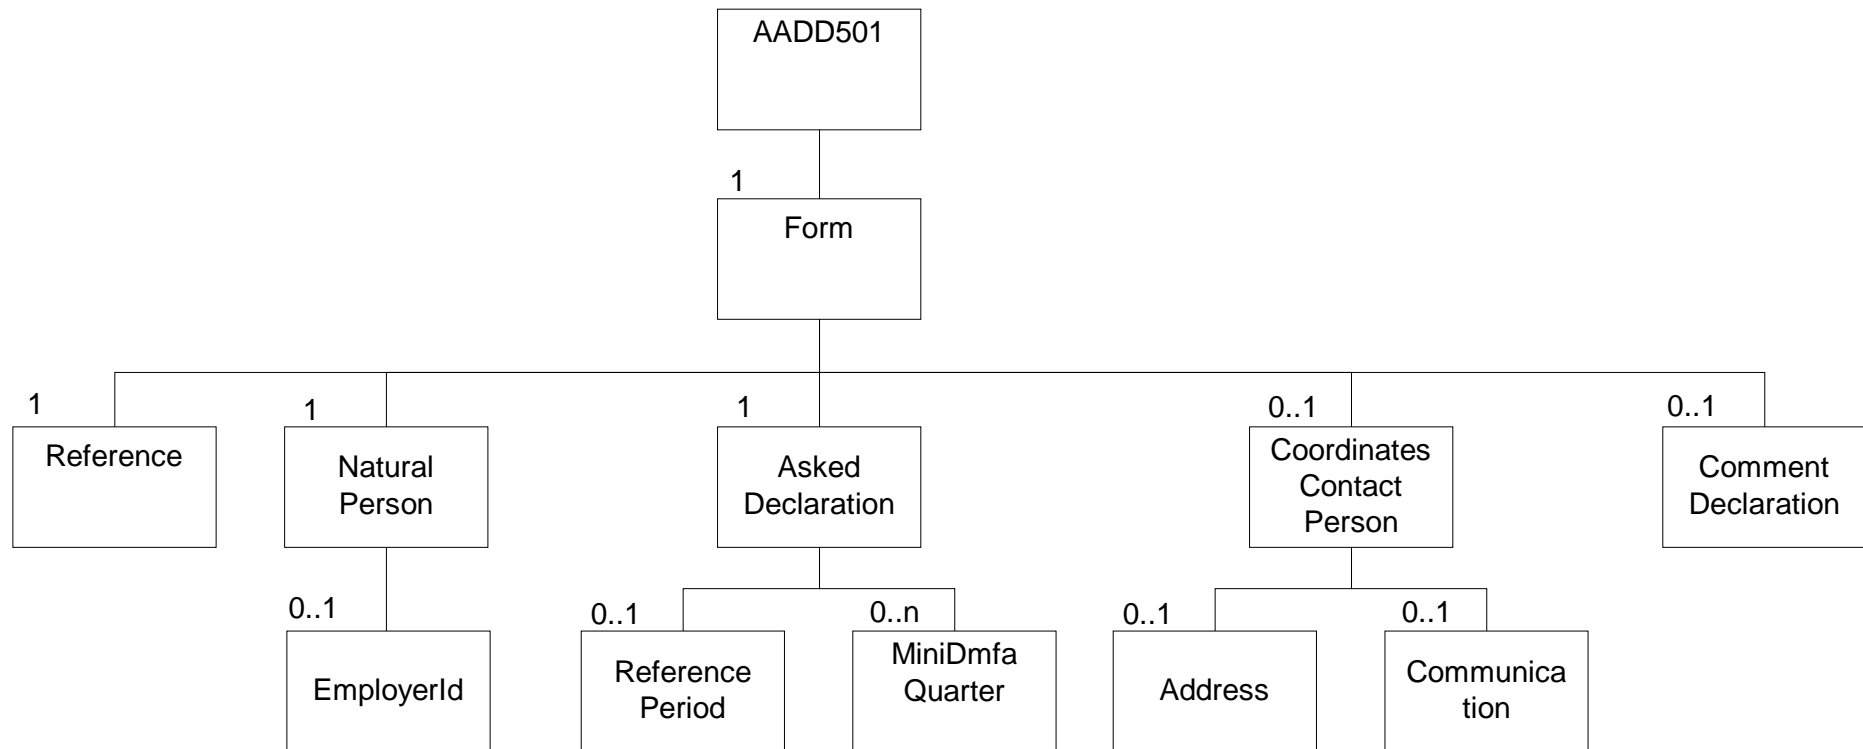 AADD501
1
Form
1
Reference
1
Natural
Person
1
Asked
Declaration
0..1
Coordinates
Contact
Person
0..1
Comment
Declaration
0..1
EmployerId
0..1
Reference
Period
0..n
MiniDmfa
Quarter
0..1
Address
0..1
Communica
tion